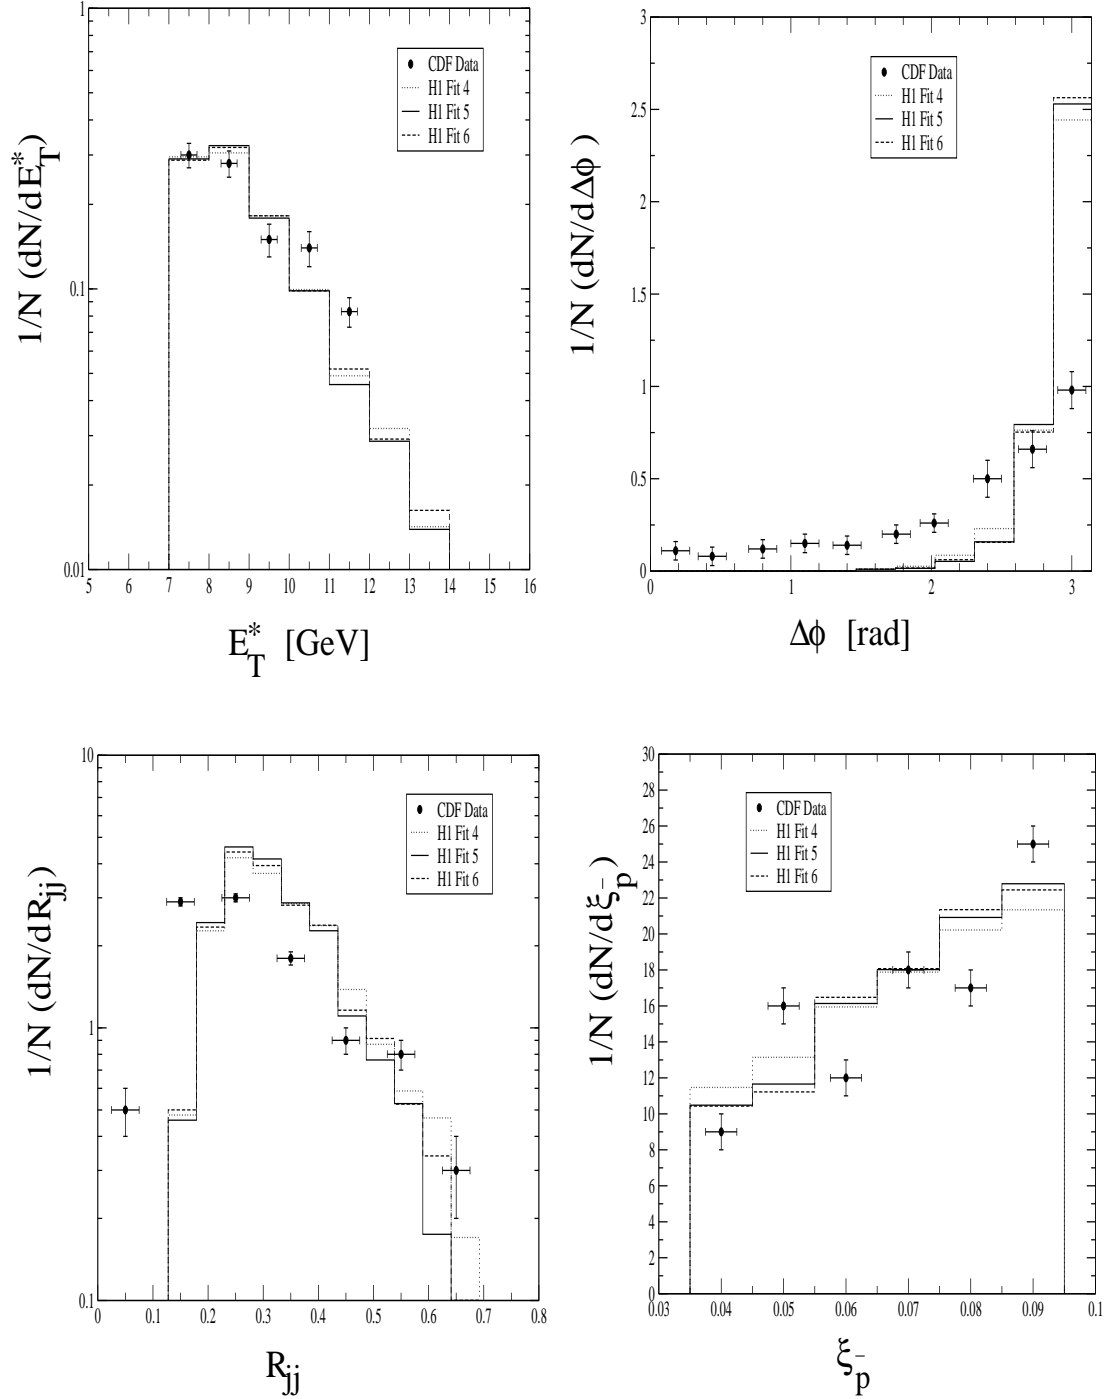 1
0.1
0.01
1/N (dN/dE*T)
CDF Data
H1 Fit 4
H1 Fit 5
H1 Fit 6
5 6 7 8 9 10 11 12 13 14 15 16
E*T [GeV]
3
2.5
2
1.5
1
0.5
0
1/N (dN/dΔϕ)
CDF Data
H1 Fit 4
H1 Fit 5
H1 Fit 6
0 1 2 3
Δϕ [rad]
10
1
0.1
1/N (dN/dRjj)
CDF Data
H1 Fit 4
H1 Fit 5
H1 Fit 6
0 0.1 0.2 0.3 0.4 0.5 0.6 0.7 0.8
Rjj
30
28
26
24
22
20
18
16
14
12
10
8
6
4
2
0
1/N (dN/dξp̄)
CDF Data
H1 Fit 4
H1 Fit 5
H1 Fit 6
0.03 0.04 0.05 0.06 0.07 0.08 0.09 0.1
ξp̄